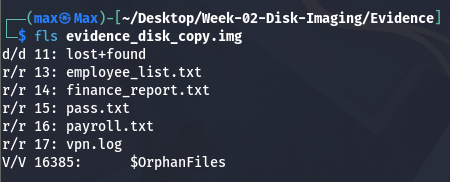 ┌──(max㉿Max)-[~/Desktop/Week-02-Disk-Imaging/Evidence]
└─$ fls evidence_disk_copy.img
d/d 11: lost+found
r/r 13: employee_list.txt
r/r 14: finance_report.txt
r/r 15: pass.txt
r/r 16: payroll.txt
r/r 17: vpn.log
V/V 16385:      $OrphanFiles